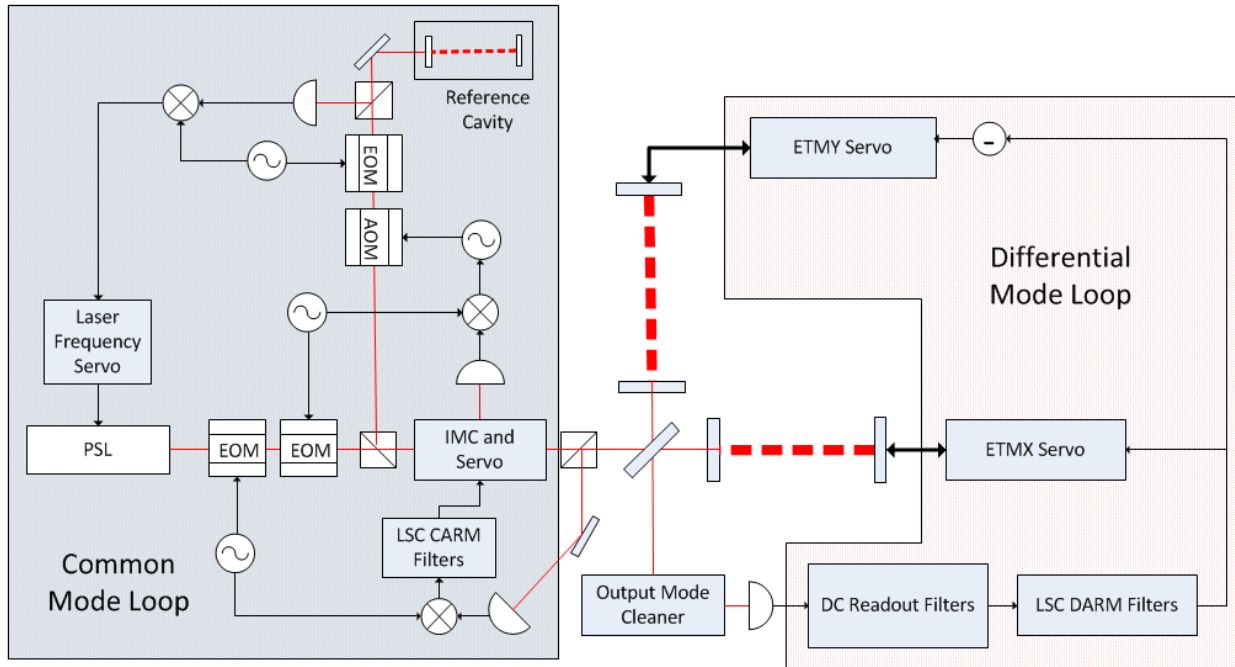 Reference
Cavity
ETMY Servo
-
EOM
AOM
Differential
Mode Loop
Laser
Frequency
Servo
PSL
EOM
EOM
IMC and
Servo
ETMX Servo
LSC CARM
Filters
Common
Mode Loop
Output Mode
Cleaner
DC Readout Filters
LSC DARM Filters